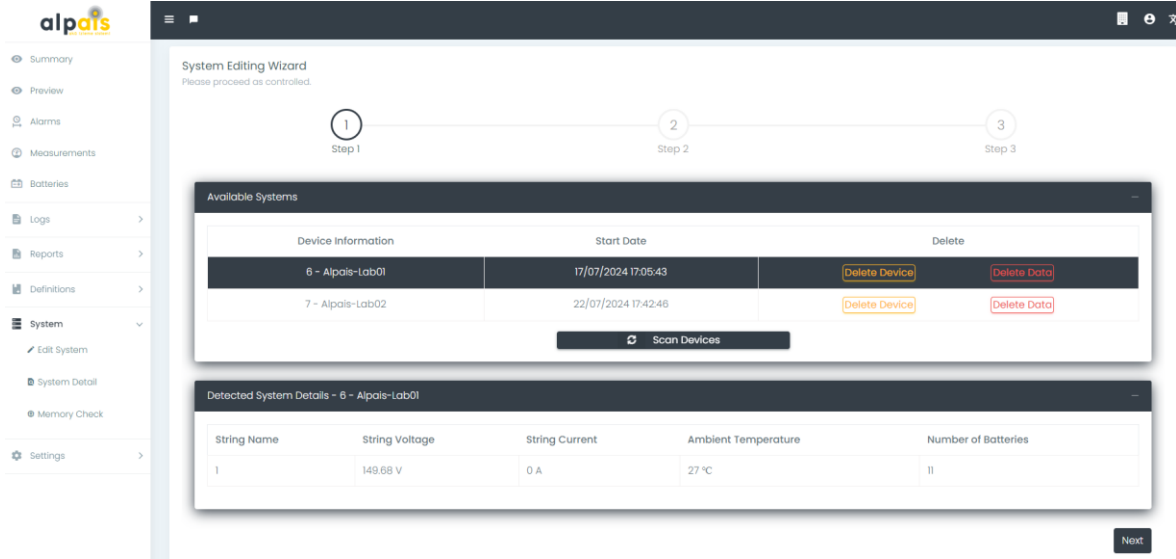 alpais
Summary
Preview
Alarms
Measurements
Batteries
Logs
Reports
Definitions
System
Edit System
System Detail
Memory Check
Settings
System Editing Wizard
Please proceed as controlled.
1 2 3
Step 1 Step 2 Step 3
Available Systems
Device Information Start Date Delete
6 - Alpais-Lab01 17/07/2024 17:05:43 Delete Device Delete Data
7 - Alpais-Lab02 22/07/2024 17:42:46 Delete Device Delete Data
Scan Devices
Detected System Details - 6 - Alpais-Lab01
String Name String Voltage String Current Ambient Temperature Number of Batteries
1 149.68 V 0 A 27 °C 11
Next